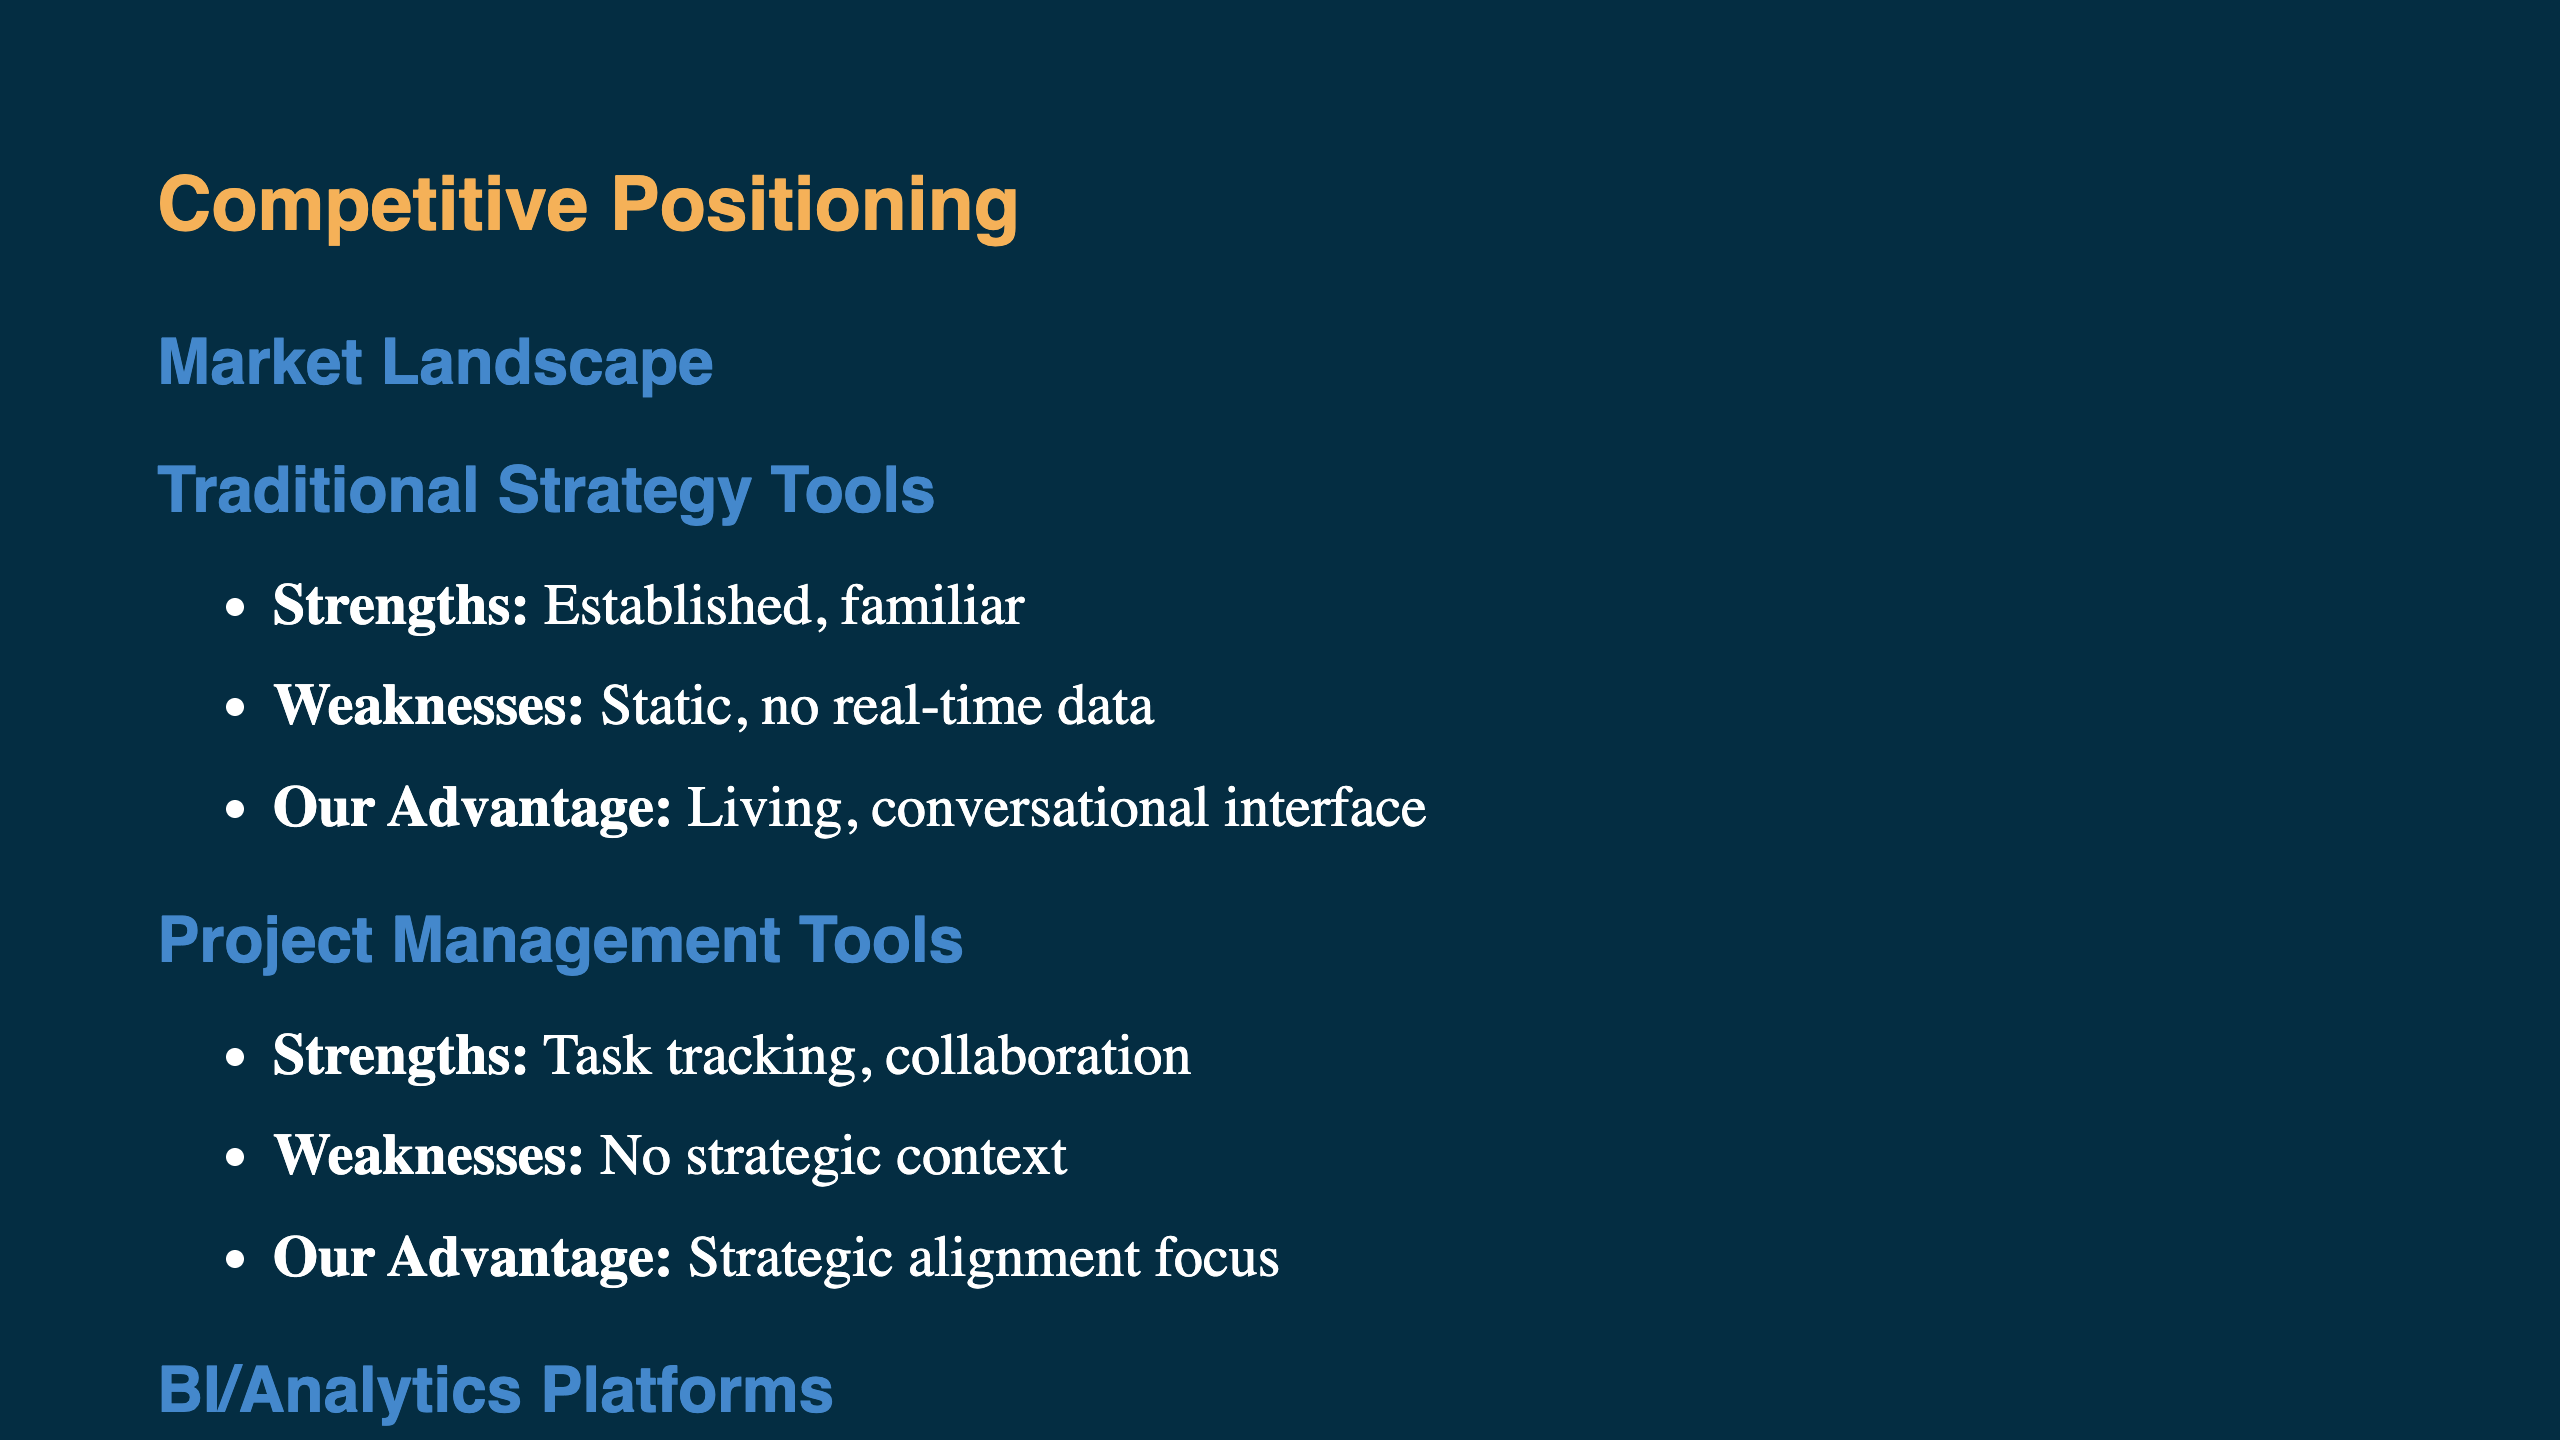 Competitive Positioning
Market Landscape
Traditional Strategy Tools
• Strengths: Established, familiar
• Weaknesses: Static, no real-time data
• Our Advantage: Living, conversational interface
Project Management Tools
• Strengths: Task tracking, collaboration
• Weaknesses: No strategic context
• Our Advantage: Strategic alignment focus
BI/Analytics Platforms